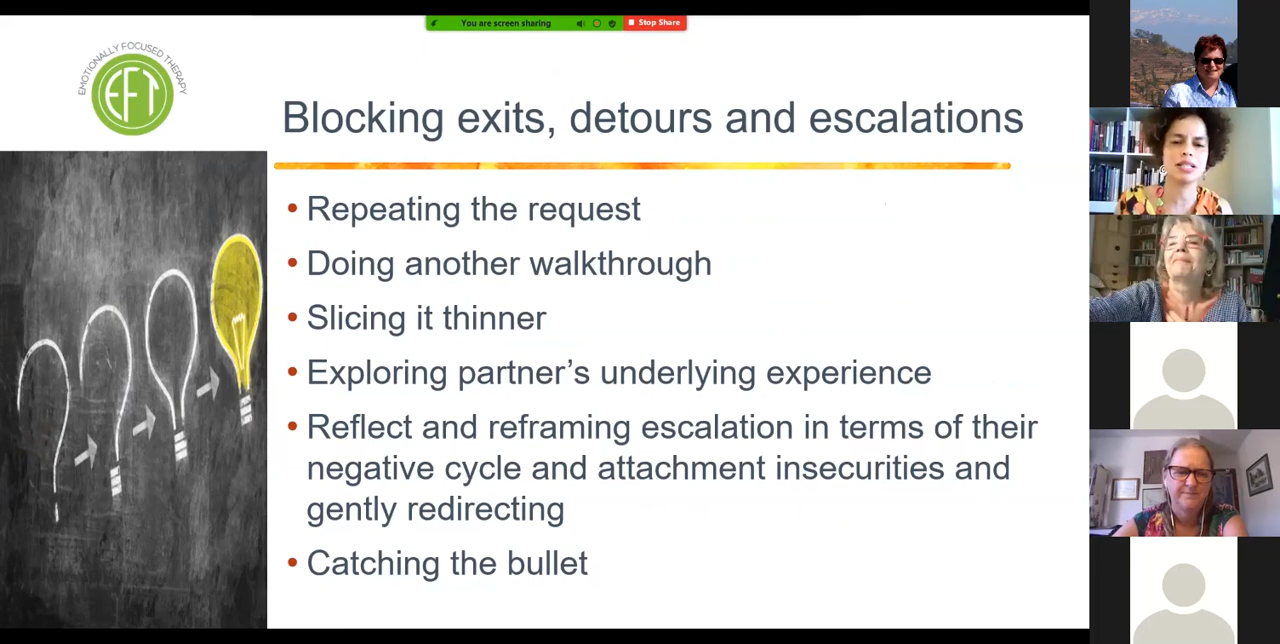 You are screen sharing
Stop Share
EMOTIONALLY FOCUSED THERAPY
EFT
Blocking exits, detours and escalations
• Repeating the request
• Doing another walkthrough
• Slicing it thinner
• Exploring partner's underlying experience
• Reflect and reframing escalation in terms of their
negative cycle and attachment insecurities and
gently redirecting
• Catching the bullet